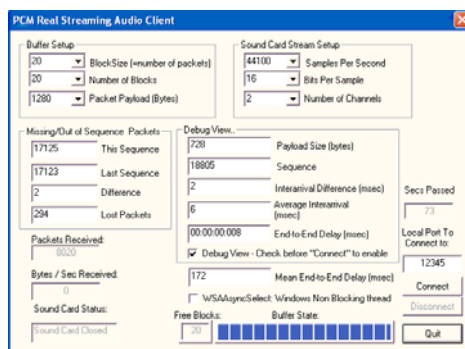 PCM Real Streaming Audio Client
Buffer Setup
20 BlockSize (=number of packets)
20 Number of Blocks
1280 Packet Payload (Bytes)
Sound Card Stream Setup
44100 Samples Per Second
16 Bits Per Sample
2 Number of Channels
Missing/Out of Sequence Packets
17125 This Sequence
17123 Last Sequence
2 Difference
294 Lost Packets
Debug View..
728 Payload Size (bytes)
18805 Sequence
2 Interarrival Difference (msec)
6 Average Interarrival (msec)
00:00:00:008 End-to-End Delay (msec)
Debug View - Check before "Connect" to enable
Secs Passed
73
Local Port To Connect to:
12345
Packets Received:
8020
Bytes / Sec Received:
0
Sound Card Status:
Sound Card Closed
172 Mean End-to-End Delay (msec)
WSAAsyncSelect: Windows Non Blocking thread
Free Blocks: Buffer State:
20
Connect
Disconnect
Quit